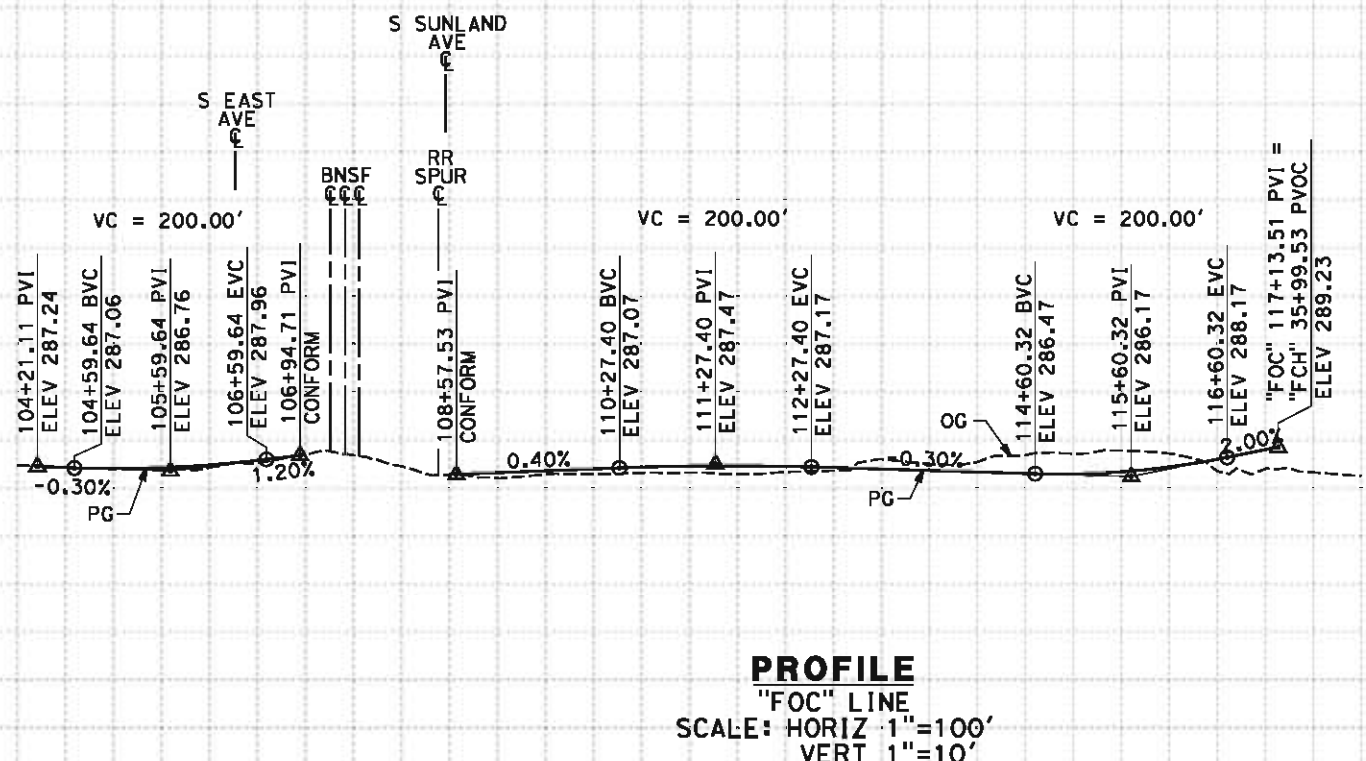 S SUNLAND
AVE
℄
S EAST
AVE
℄
BNSF
℄℄℄
RR
SPUR
℄
VC = 200.00'
VC = 200.00'
VC = 200.00'
104+21.11 PVI
ELEV 287.24
104+59.64 BVC
ELEV 287.06
105+59.64 PVI
ELEV 286.76
106+59.64 EVC
ELEV 287.96
106+94.71 PVI
CONFORM
108+57.53 PVI
CONFORM
110+27.40 BVC
ELEV 287.07
111+27.40 PVI
ELEV 287.47
112+27.40 EVC
ELEV 287.17
114+60.32 BVC
ELEV 286.47
115+60.32 PVI
ELEV 286.17
116+60.32 EVC
ELEV 288.17
"FOC" 117+13.51 PVI =
"FCH" 35+99.53 PVOC
ELEV 289.23
-0.30%
PG
1.20%
0.40%
-0.30%
PG
OG
2.00%
PROFILE
"FOC" LINE
SCALE: HORIZ 1"=100'
VERT 1"=10'